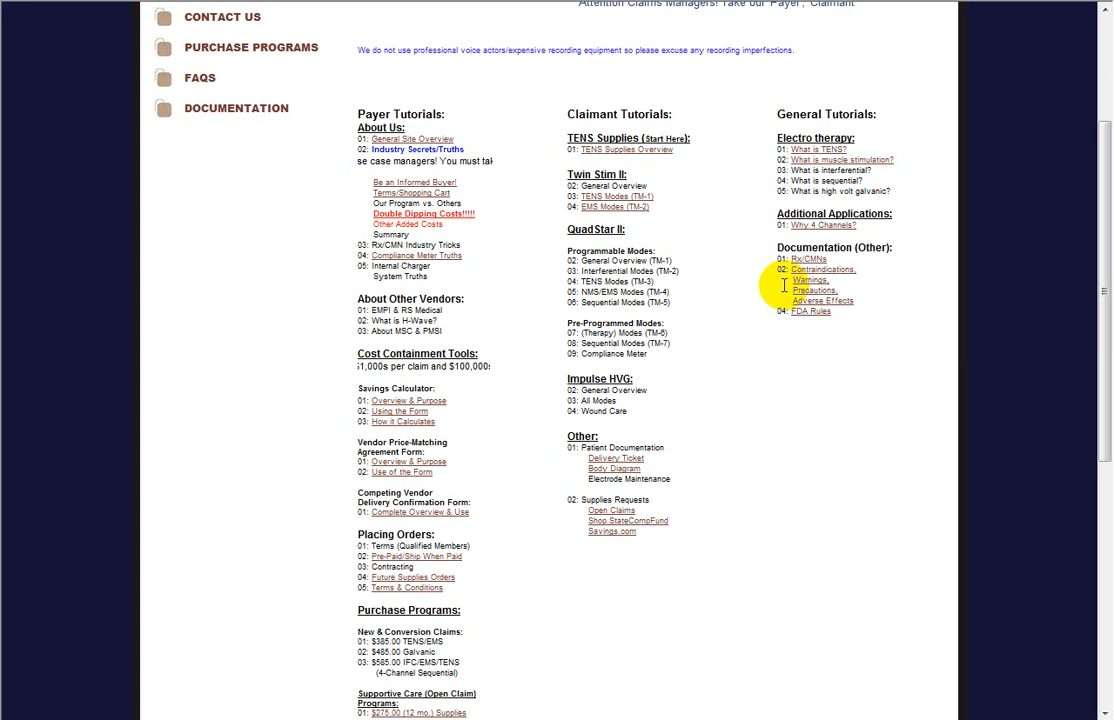 Attention Claims Managers! Take our 'Payer', 'Claimant'
CONTACT US
PURCHASE PROGRAMS
FAQS
DOCUMENTATION
We do not use professional voice actors/expensive recording equipment so please excuse any recording imperfections.
Payer Tutorials:
About Us:
01: General Site Overview
02: Industry Secrets/Truths
se case managers! You must tak
Be an Informed Buyer!
Terms/Shopping Cart
Our Program vs. Others
Double Dipping Costs!!!!!
Other Added Costs
Summary
03: Rx/CMN Industry Tricks
04: Compliance Meter Truths
05: Internal Charger
System Truths
About Other Vendors:
01: EMPI & RS Medical
02: What is H-Wave?
03: About MSC & PMSI
Cost Containment Tools:
$1,000s per claim and $100,000s
Savings Calculator:
01: Overview & Purpose
02: Using the Form
03: How it Calculates
Vendor Price-Matching
Agreement Form:
01: Overview & Purpose
02: Use of the Form
Competing Vendor
Delivery Confirmation Form:
01: Complete Overview & Use
Placing Orders:
01: Terms (Qualified Members)
02: Pre-Paid/Ship When Paid
03: Contracting
04: Future Supplies Orders
05: Terms & Conditions
Purchase Programs:
New & Conversion Claims:
01: $385.00 TENS/EMS
02: $485.00 Galvanic
03: $585.00 IFC/EMS/TENS
(4-Channel Sequential)
Supportive Care (Open Claim)
Programs:
01: $275.00 (12 mo.) Supplies
Claimant Tutorials:
TENS Supplies (Start Here):
01: TENS Supplies Overview
Twin Stim II:
02: General Overview
03: TENS Modes (TM-1)
04: EMS Modes (TM-2)
QuadStar II:
Programmable Modes:
02: General Overview (TM-1)
03: Interferential Modes (TM-2)
04: TENS Modes (TM-3)
05: NMS/EMS Modes (TM-4)
06: Sequential Modes (TM-5)
Pre-Programmed Modes:
07: (Therapy) Modes (TM-6)
08: Sequential Modes (TM-7)
09: Compliance Meter
Impulse HVG:
02: General Overview
03: All Modes
04: Wound Care
Other:
01: Patient Documentation
Delivery Ticket
Body Diagram
Electrode Maintenance
02: Supplies Requests
Open Claims
Shop StateCompFund
Savings.com
General Tutorials:
Electro therapy:
01: What is TENS?
02: What is muscle stimulation?
03: What is interferential?
04: What is sequential?
05: What is high volt galvanic?
Additional Applications:
01: Why 4 Channels?
Documentation (Other):
01: Rx/CMNs
02: Contraindications,
Warnings,
Precautions,
Adverse Effects
04: FDA Rules